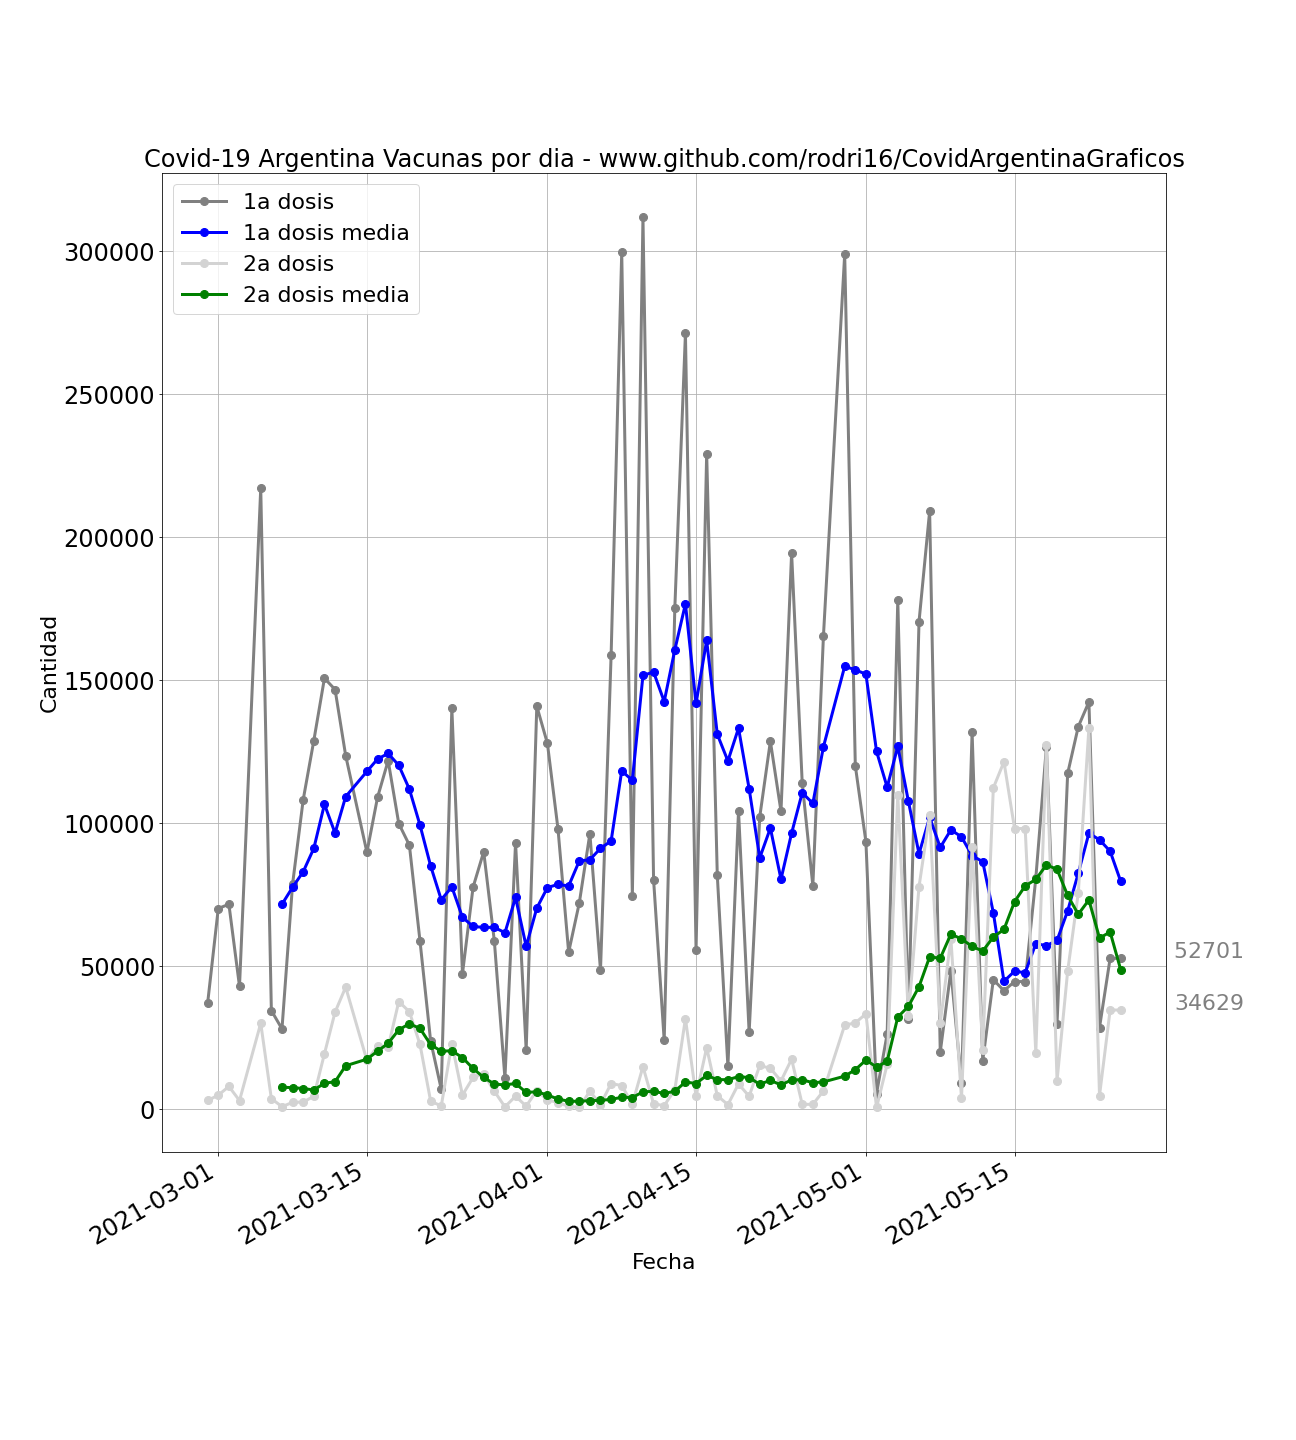 Covid-19 Argentina Vacunas por dia - www.github.com/rodri16/CovidArgentinaGraficos
1a dosis
1a dosis media
2a dosis
2a dosis media
300000
250000
200000
150000
100000
50000
0
Cantidad
52701
34629
2021-03-01
2021-03-15
2021-04-01
2021-04-15
2021-05-01
2021-05-15
Fecha